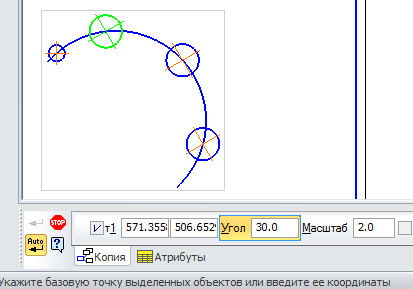 STOP
т1 571.355 506.652 Угол 30.0 Масштаб 2.0
Auto
Копия Атрибуты
Укажите базовую точку выделенных объектов или введите ее координаты